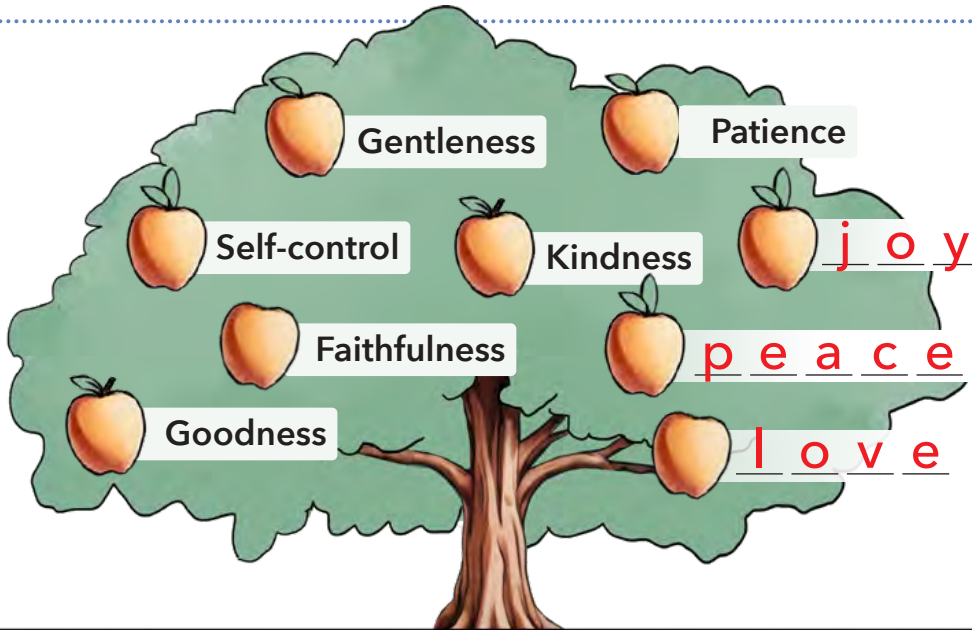 Gentleness
Patience
Self-control
Kindness
joy
Faithfulness
peace
Goodness
love